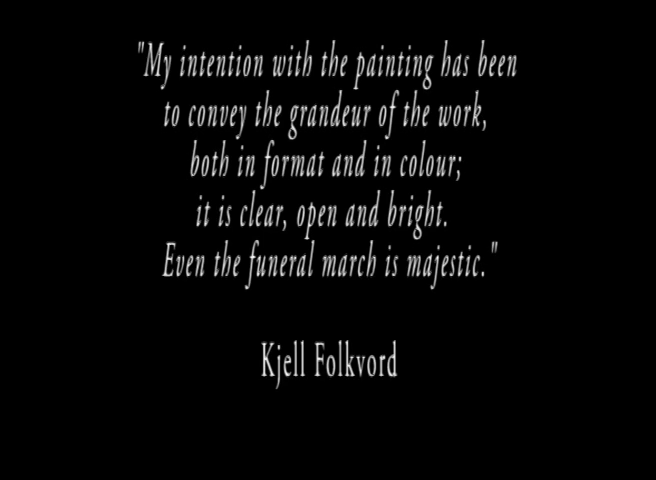 "My intention with the painting has been
to convey the grandeur of the work,
both in format and in colour;
it is clear, open and bright.
Even the funeral march is majestic."
Kjell Folkvord